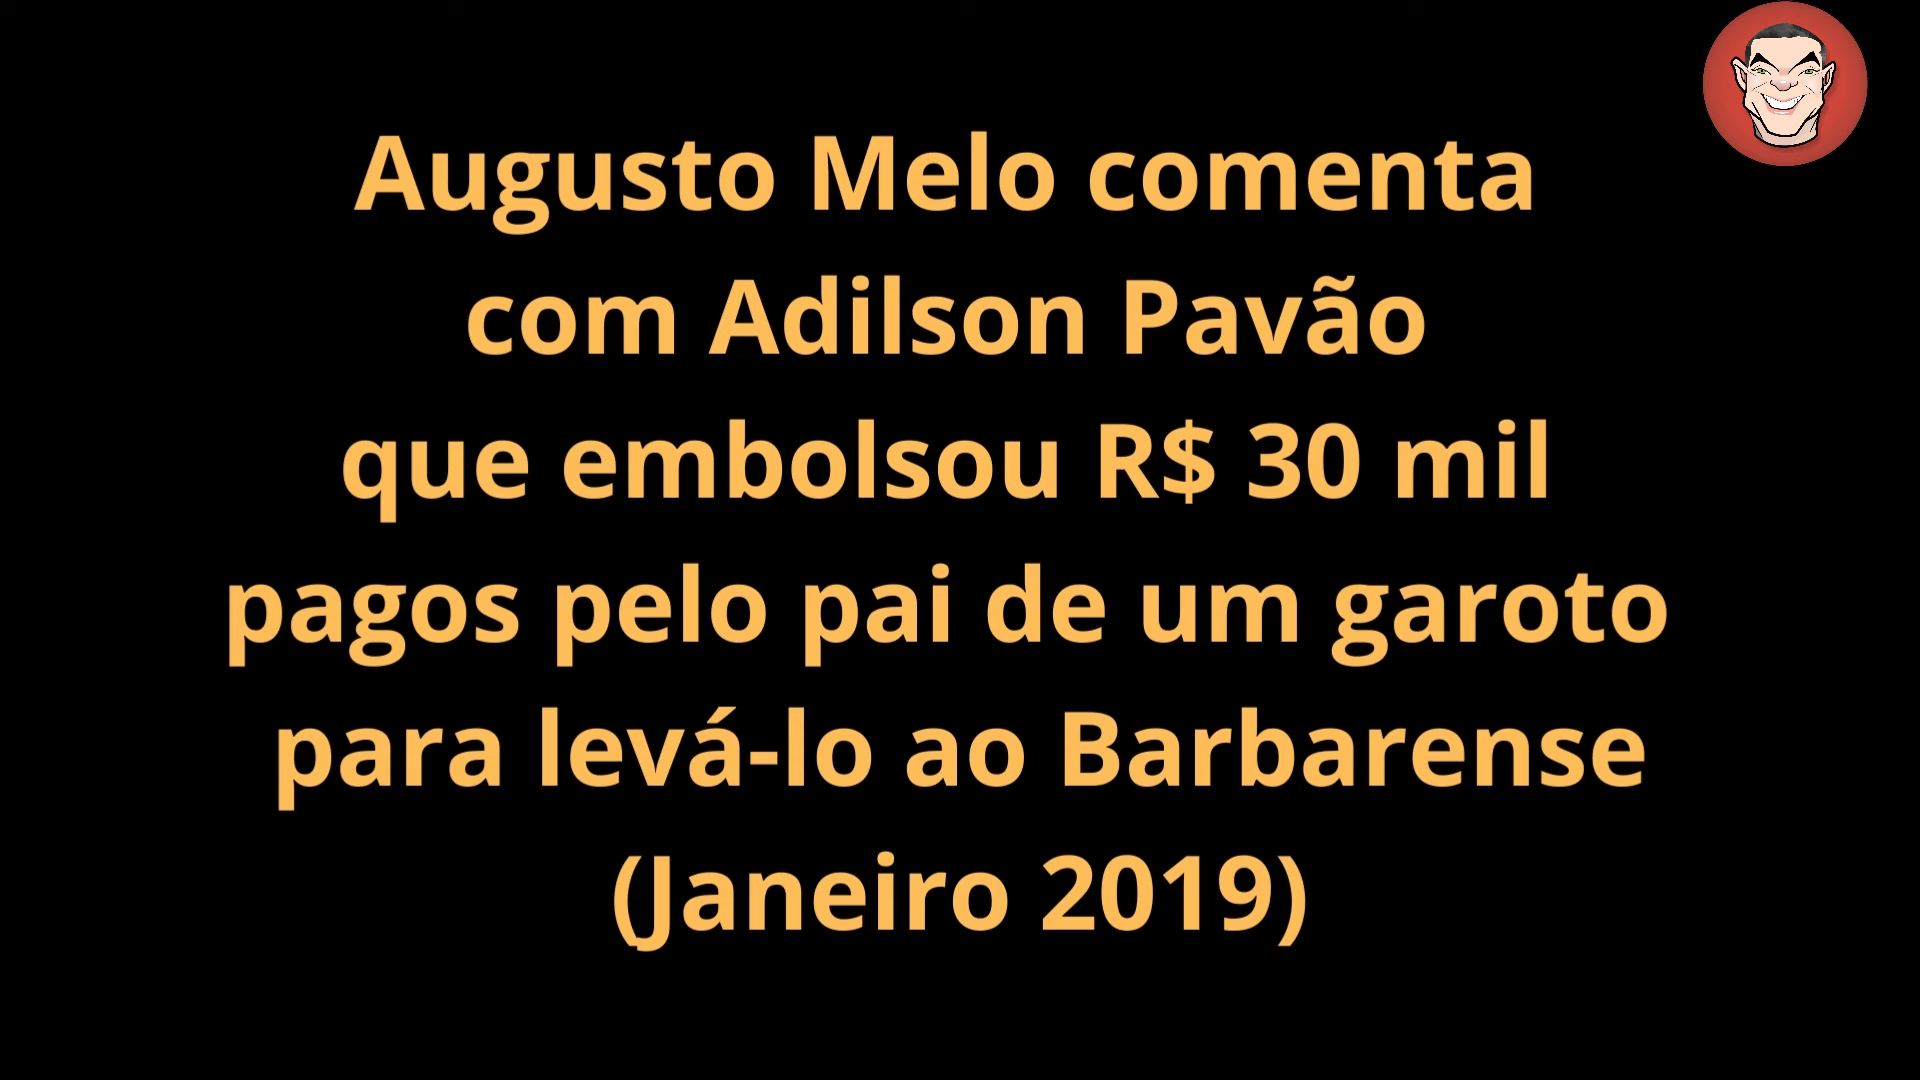 Augusto Melo comenta
com Adilson Pavão
que embolsou R$ 30 mil
pagos pelo pai de um garoto
para levá-lo ao Barbarense
(Janeiro 2019)